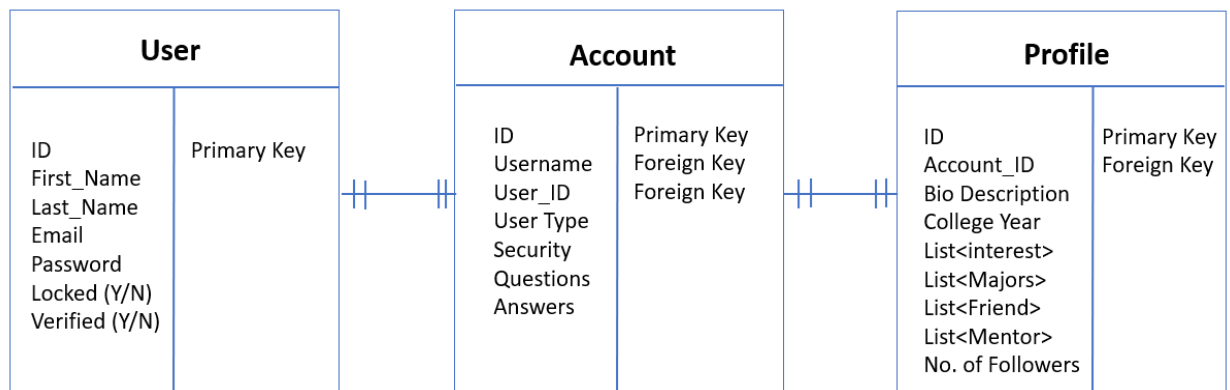 User
ID
First_Name
Last_Name
Email
Password
Locked (Y/N)
Verified (Y/N)
Primary Key
Account
ID
Username
User_ID
User Type
Security
Questions
Answers
Primary Key
Foreign Key
Foreign Key
Profile
ID
Account_ID
Bio Description
College Year
List<interest>
List<Majors>
List<Friend>
List<Mentor>
No. of Followers
Primary Key
Foreign Key